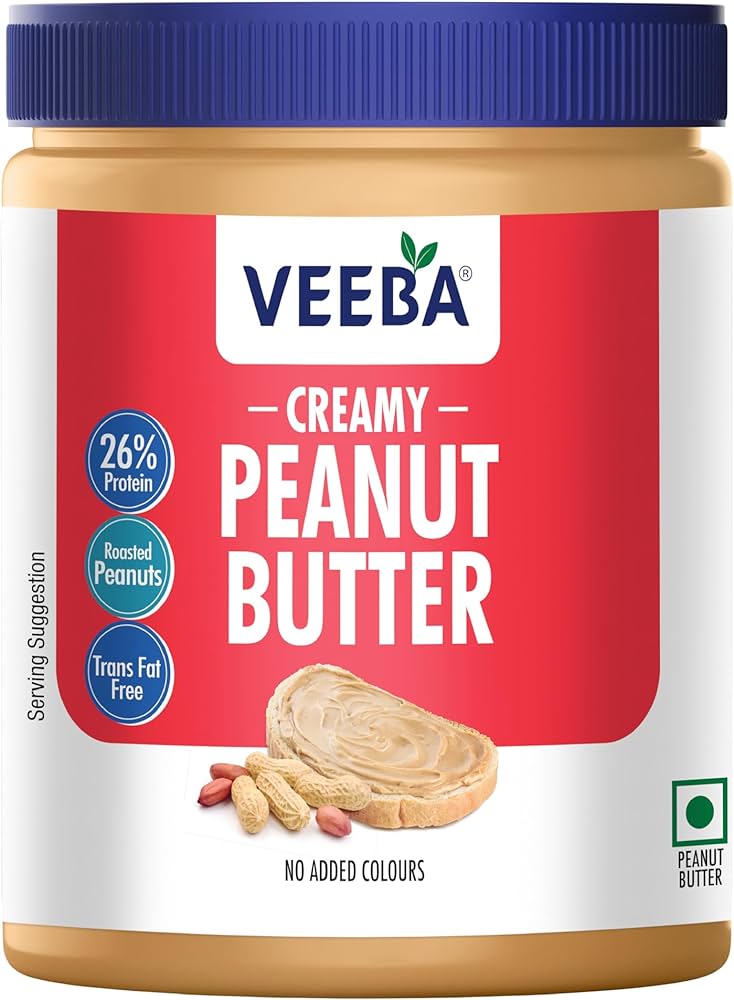 VEEBA®
– CREAMY –
PEANUT
BUTTER
26%
Protein
Roasted
Peanuts
Trans Fat
Free
Serving Suggestion
NO ADDED COLOURS
PEANUT
BUTTER